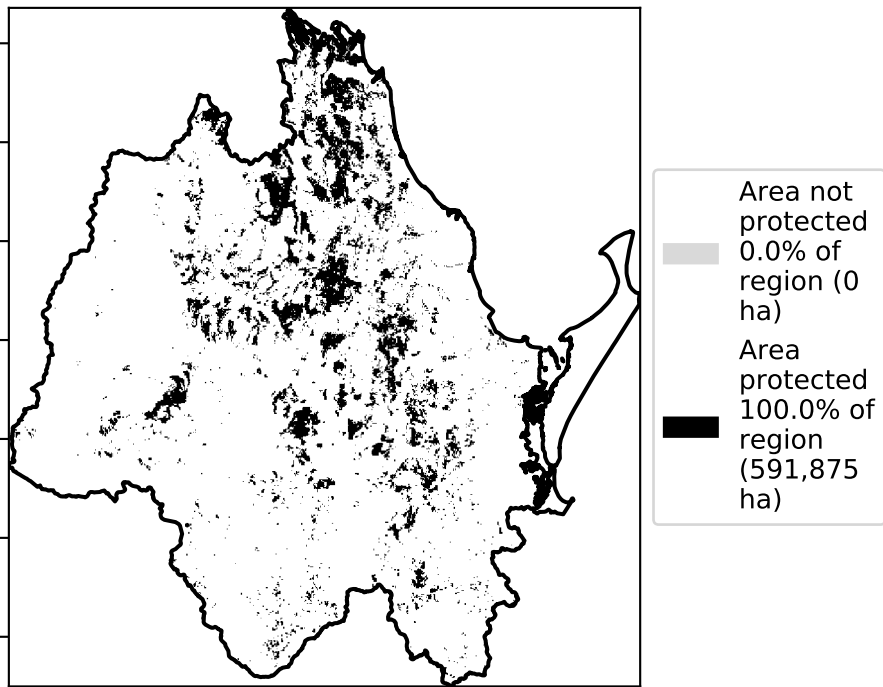 Area not
protected
0.0% of
region (0
ha)
Area
protected
100.0% of
region
(591,875
ha)